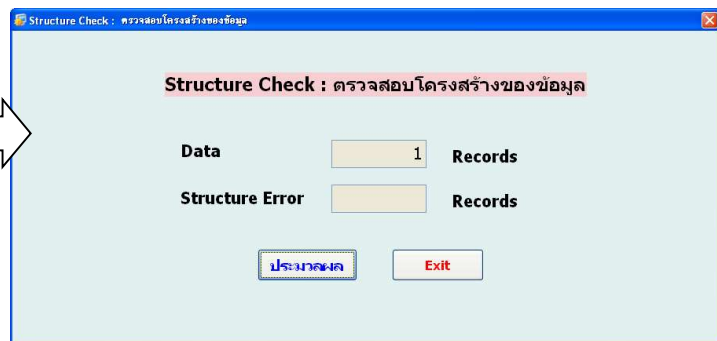 Structure Check : ตรวจสอบโครงสร้างของข้อมูล
Structure Check : ตรวจสอบโครงสร้างของข้อมูล
Data 1 Records
Structure Error Records
ประมวลผล Exit